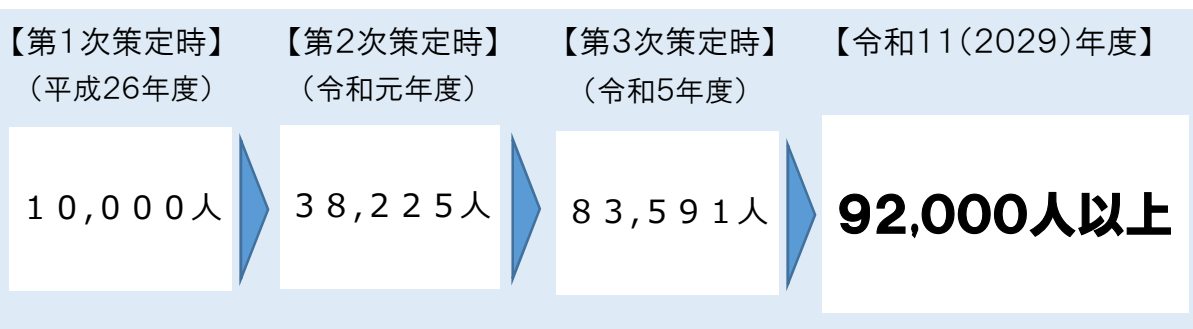 【第1次策定時】
（平成26年度）
１０,０００人
【第2次策定時】
（令和元年度）
３８,２２５人
【第3次策定時】
（令和5年度）
８３,５９１人
【令和11(2029)年度】
92,000人以上